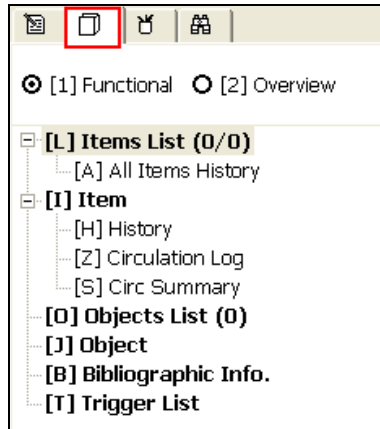 [1] Functional [2] Overview
[L] Items List (0/0)
[A] All Items History
[I] Item
[H] History
[Z] Circulation Log
[S] Circ Summary
[O] Objects List (0)
[J] Object
[B] Bibliographic Info.
[T] Trigger List